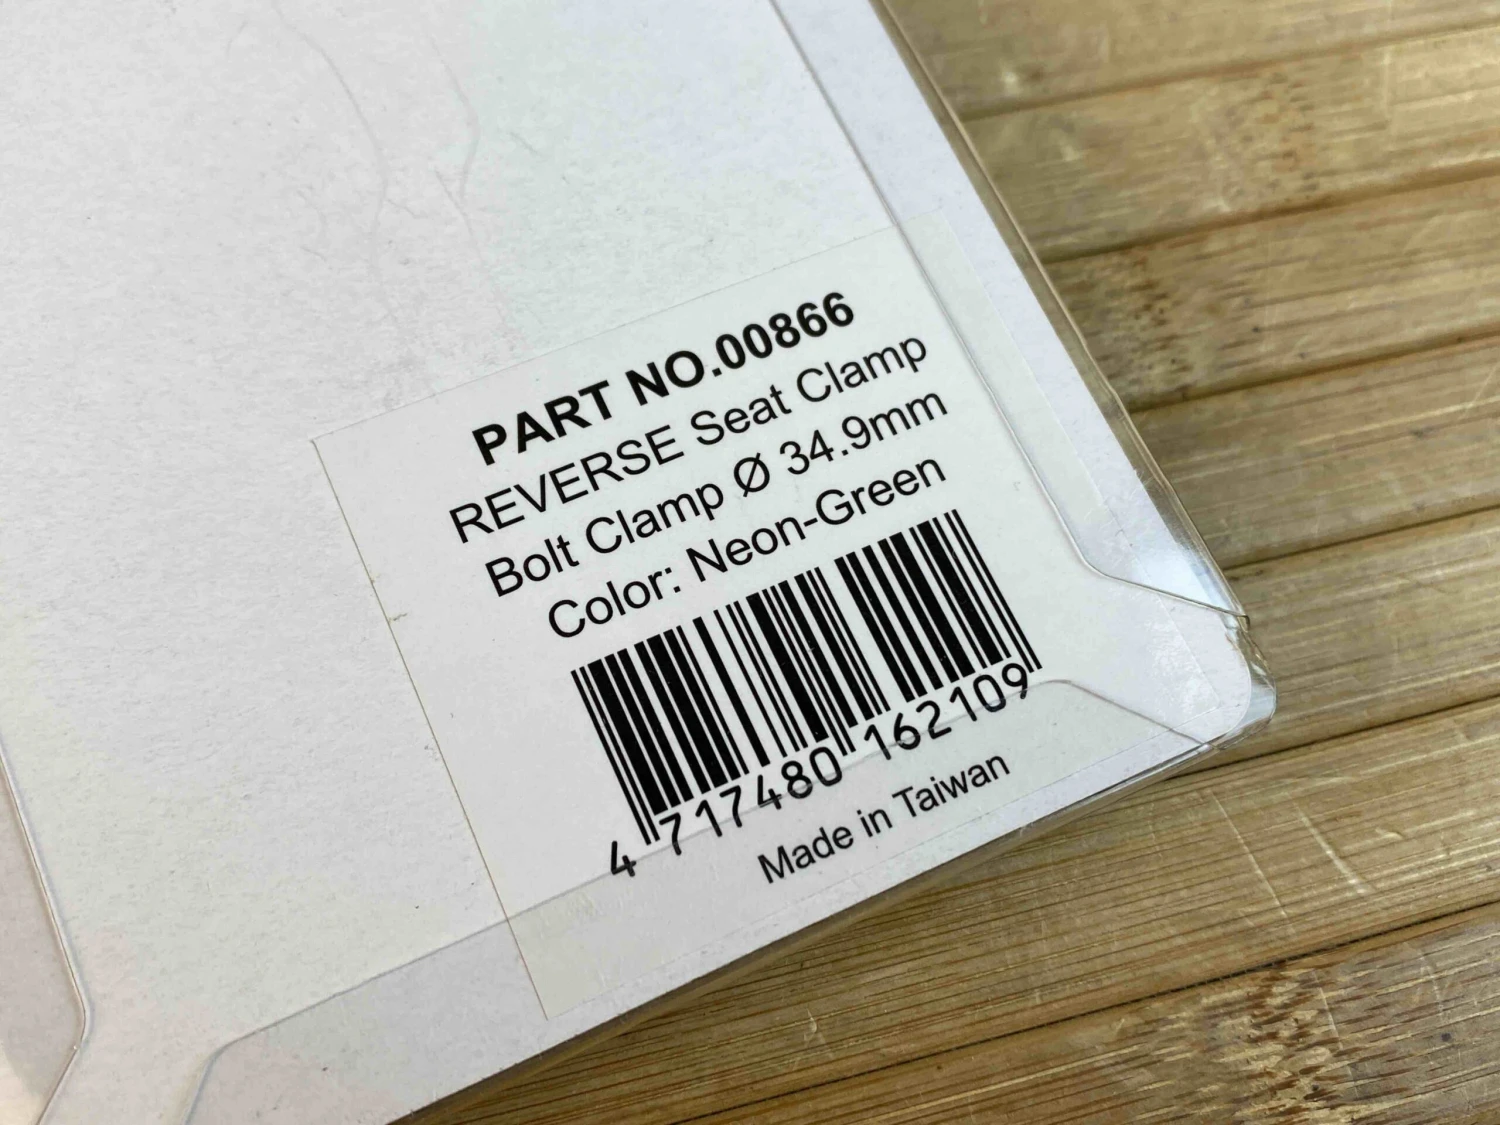 PART NO.00866
REVERSE Seat Clamp
Bolt Clamp Ø 34.9mm
Color: Neon-Green
4 717480 162109
Made in Taiwan